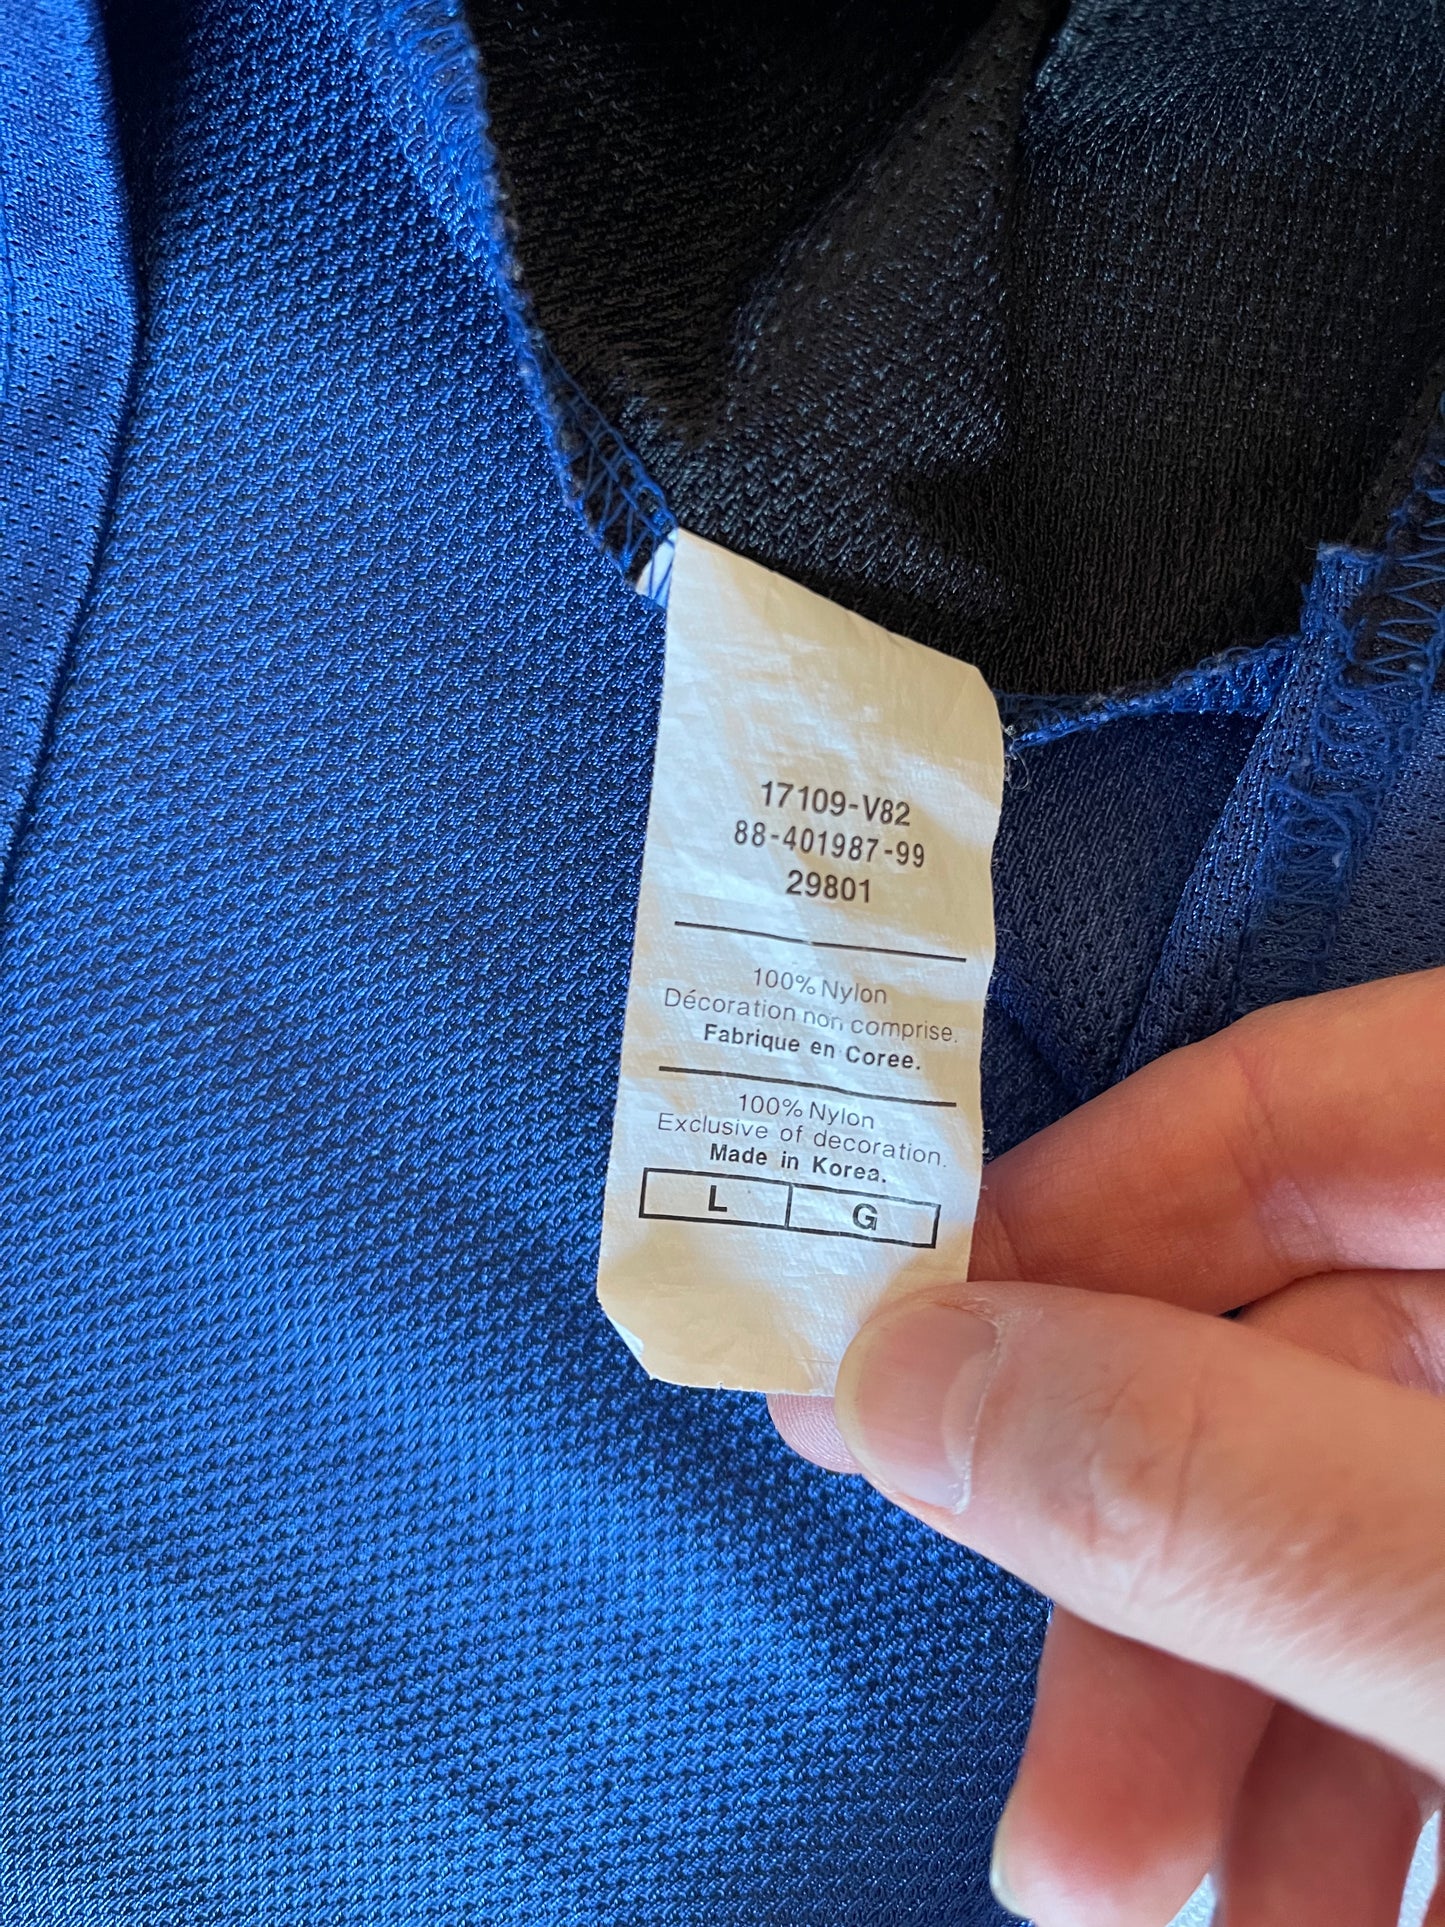 17109-V82
88-401987-99
29801
100% Nylon
Décoration non comprise.
Fabrique en Coree.
100% Nylon
Exclusive of decoration.
Made in Korea.
L G